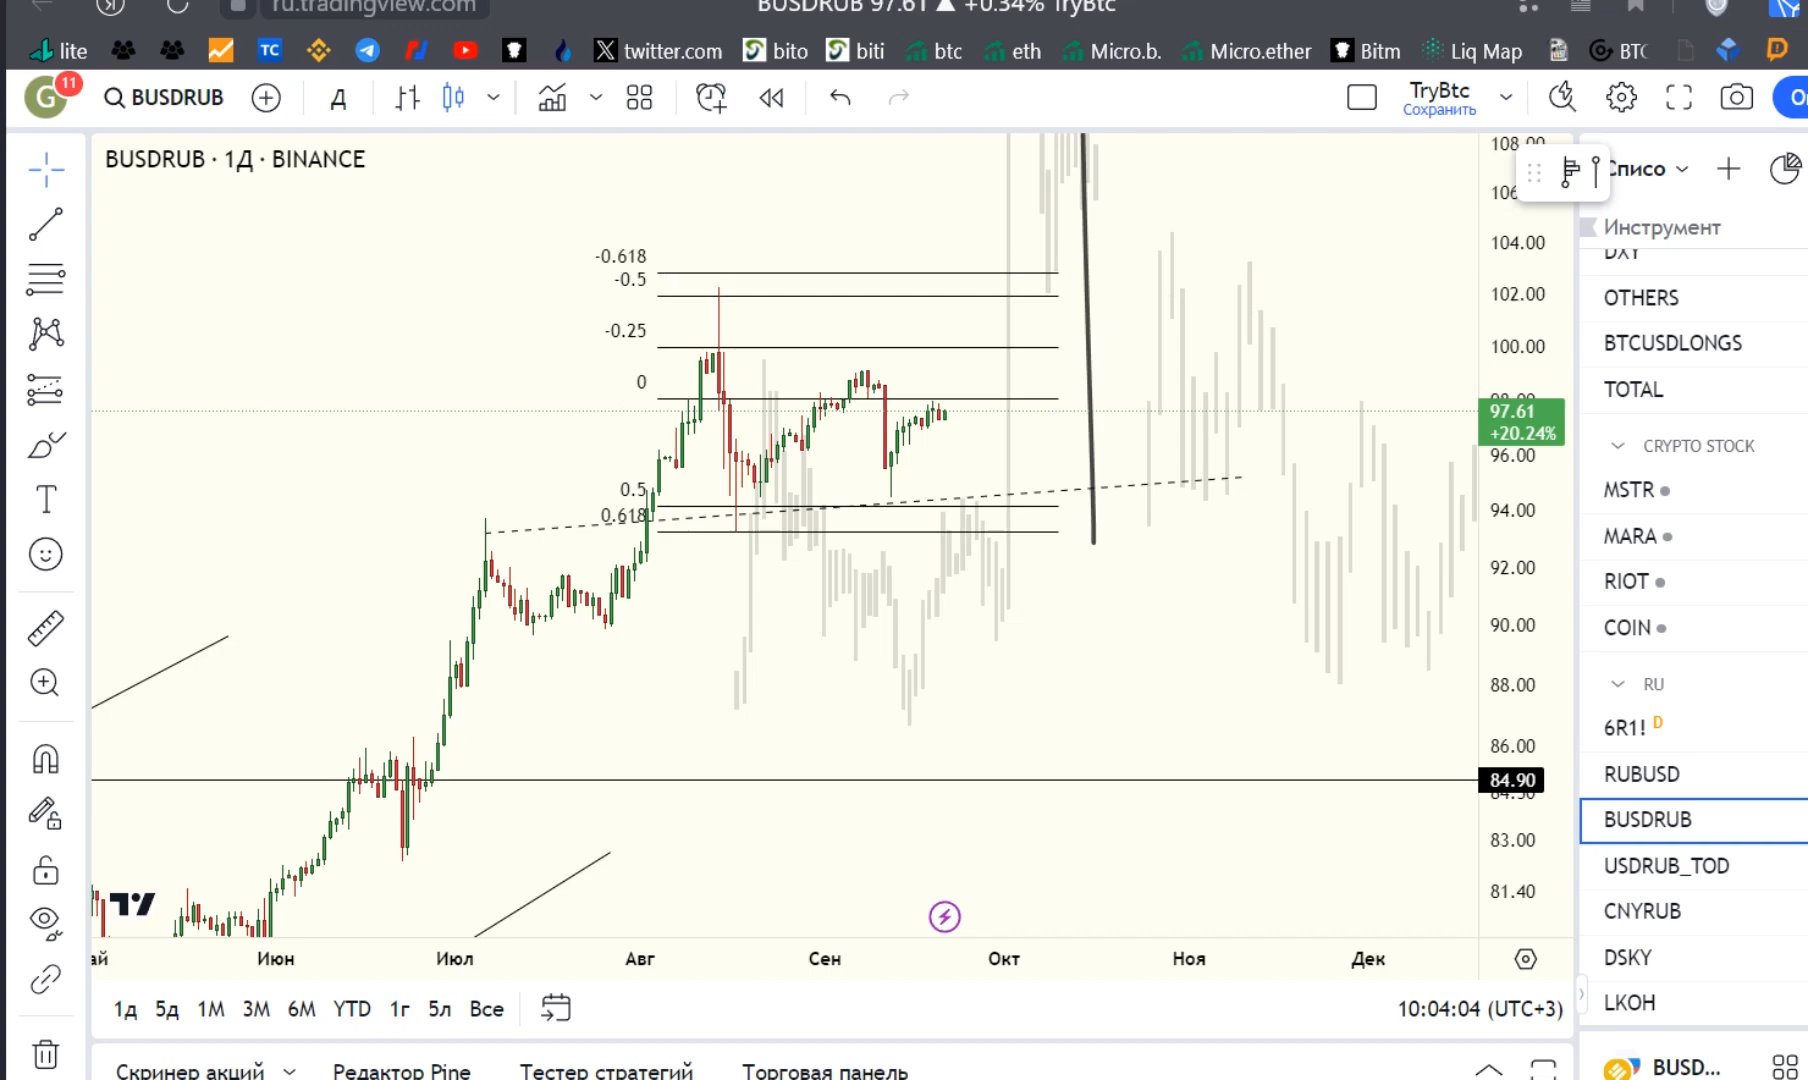 ru.tradingview.com
BUSDRUB 97.61 ▲ +0.34% TryBtc
lite
TC
twitter.com
bito
biti
btc
eth
Micro.b.
Micro.ether
Bitm
Liq Map
BTC
G
11
BUSDRUB
Д
TryBtc
Сохранить
BUSDRUB · 1Д · BINANCE
-0.618
-0.5
-0.25
0
0.5
0.618
108.00
104.00
102.00
100.00
98.00
97.61
+20.24%
96.00
94.00
92.00
90.00
88.00
86.00
84.90
83.00
81.40
Июн
Июл
Авг
Сен
Окт
Ноя
Дек
1д
5д
1М
3М
6М
YTD
1г
5л
Все
10:04:04 (UTC+3)
Скринер акций
Редактор Pine
Тестер стратегий
Торговая панель
Списо
Инструмент
DXY
OTHERS
BTCUSDLONGS
TOTAL
CRYPTO STOCK
MSTR
MARA
RIOT
COIN
RU
6R1! D
RUBUSD
BUSDRUB
USDRUB_TOD
CNYRUB
DSKY
LKOH
BUSD...